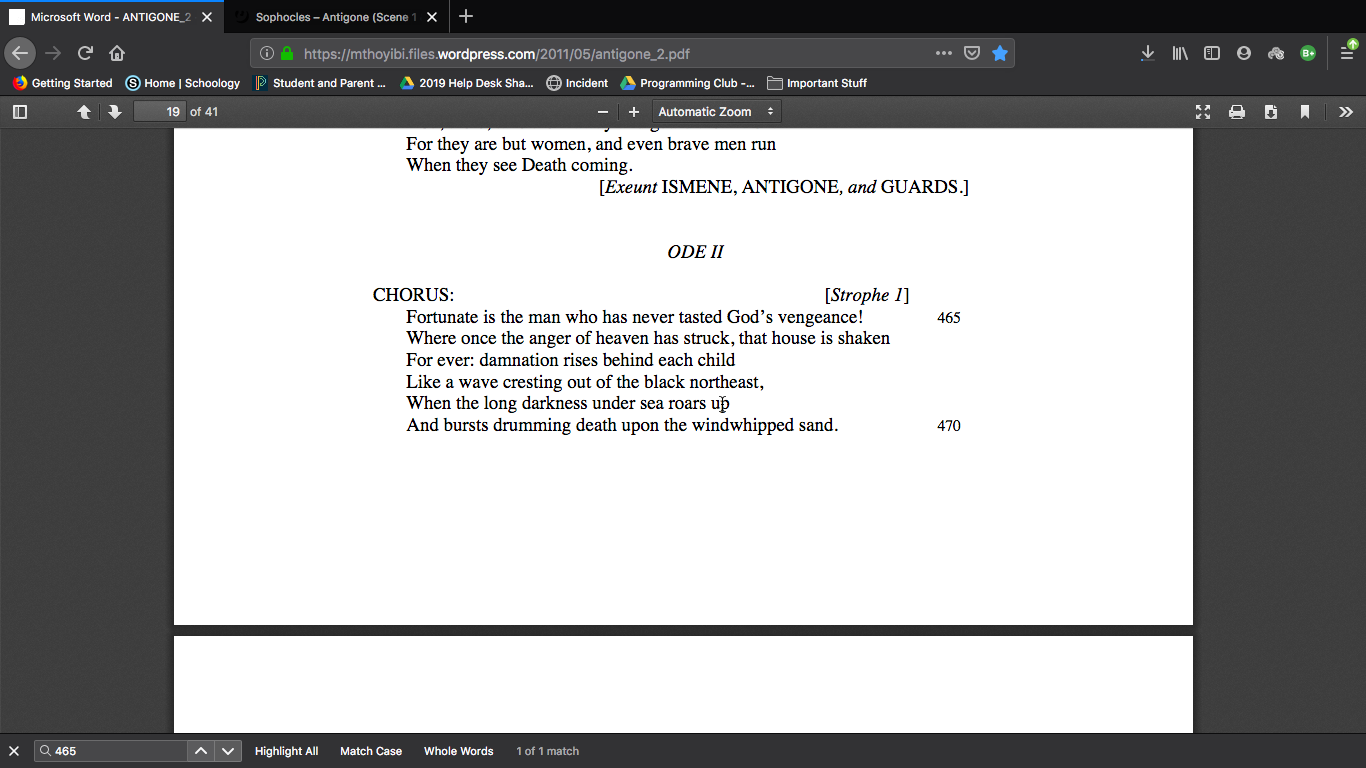 Microsoft Word - ANTIGONE_2
Sophocles – Antigone (Scene 1
https://mthoyibi.files.wordpress.com/2011/05/antigone_2.pdf
Getting Started Home | Schoology Student and Parent ... 2019 Help Desk Sha... Incident Programming Club -... Important Stuff
19 of 41 Automatic Zoom
For they are but women, and even brave men run
When they see Death coming.
[Exeunt ISMENE, ANTIGONE, and GUARDS.]
ODE II
CHORUS: [Strophe 1]
Fortunate is the man who has never tasted God's vengeance! 465
Where once the anger of heaven has struck, that house is shaken
For ever: damnation rises behind each child
Like a wave cresting out of the black northeast,
When the long darkness under sea roars up
And bursts drumming death upon the windwhipped sand. 470
465 Highlight All Match Case Whole Words 1 of 1 match